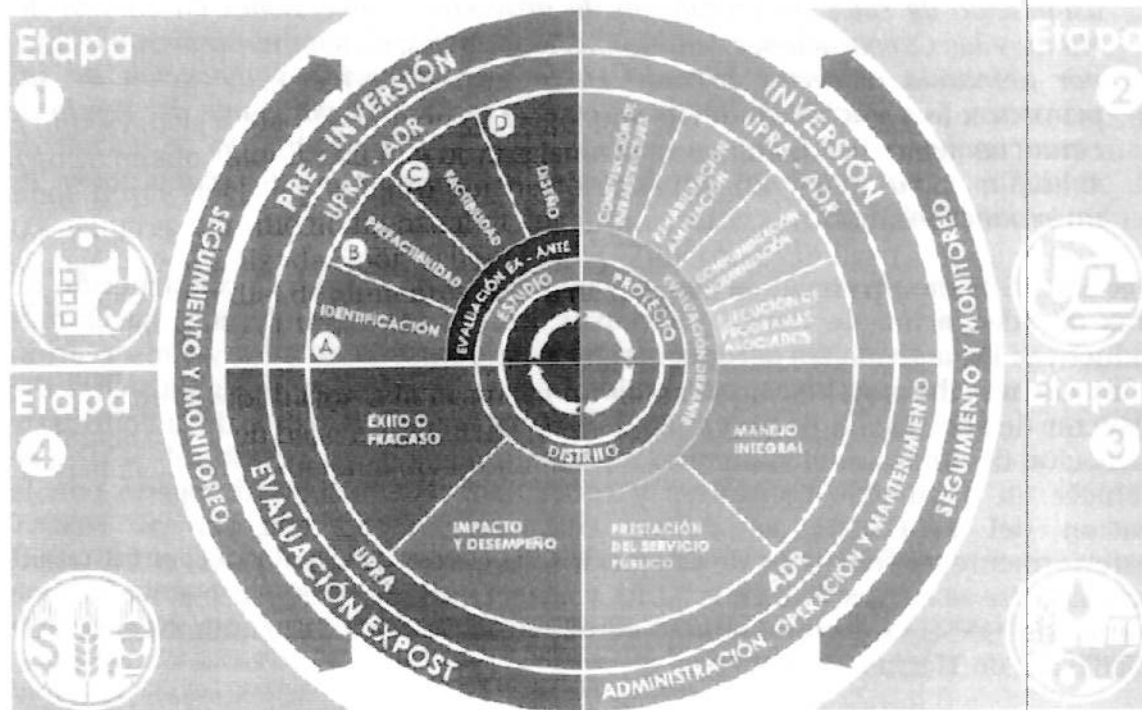 Etapa
1
PRE - INVERSIÓN
UPRA - ADR
SEGUIMIENTO Y MONITOREO
A
IDENTIFICACIÓN
B
PREFACTIBILIDAD
C
FACTIBILIDAD
D
DISEÑO
EVALUACIÓN EX - ANTE
ESTUDIO
Etapa
2
INVERSIÓN
UPRA - ADR
SEGUIMIENTO Y MONITOREO
CONSTRUCCIÓN DE
INFRAESTRUCTURA
REHABILITACIÓN
AMPLIACIÓN
EJECUCIÓN DE
PROGRAMAS
ASOCIADOS
EVALUACIÓN DURANTE
PROYECTO
Etapa
3
ADMINISTRACIÓN, OPERACIÓN Y MANTENIMIENTO
ADR
MANEJO
INTEGRAL
PRESTACIÓN
DEL SERVICIO
PÚBLICO
DISTRITO
Etapa
4
EVALUACIÓN EXPOST
UPRA
IMPACTO
Y DESEMPEÑO
ÉXITO O
FRACASO